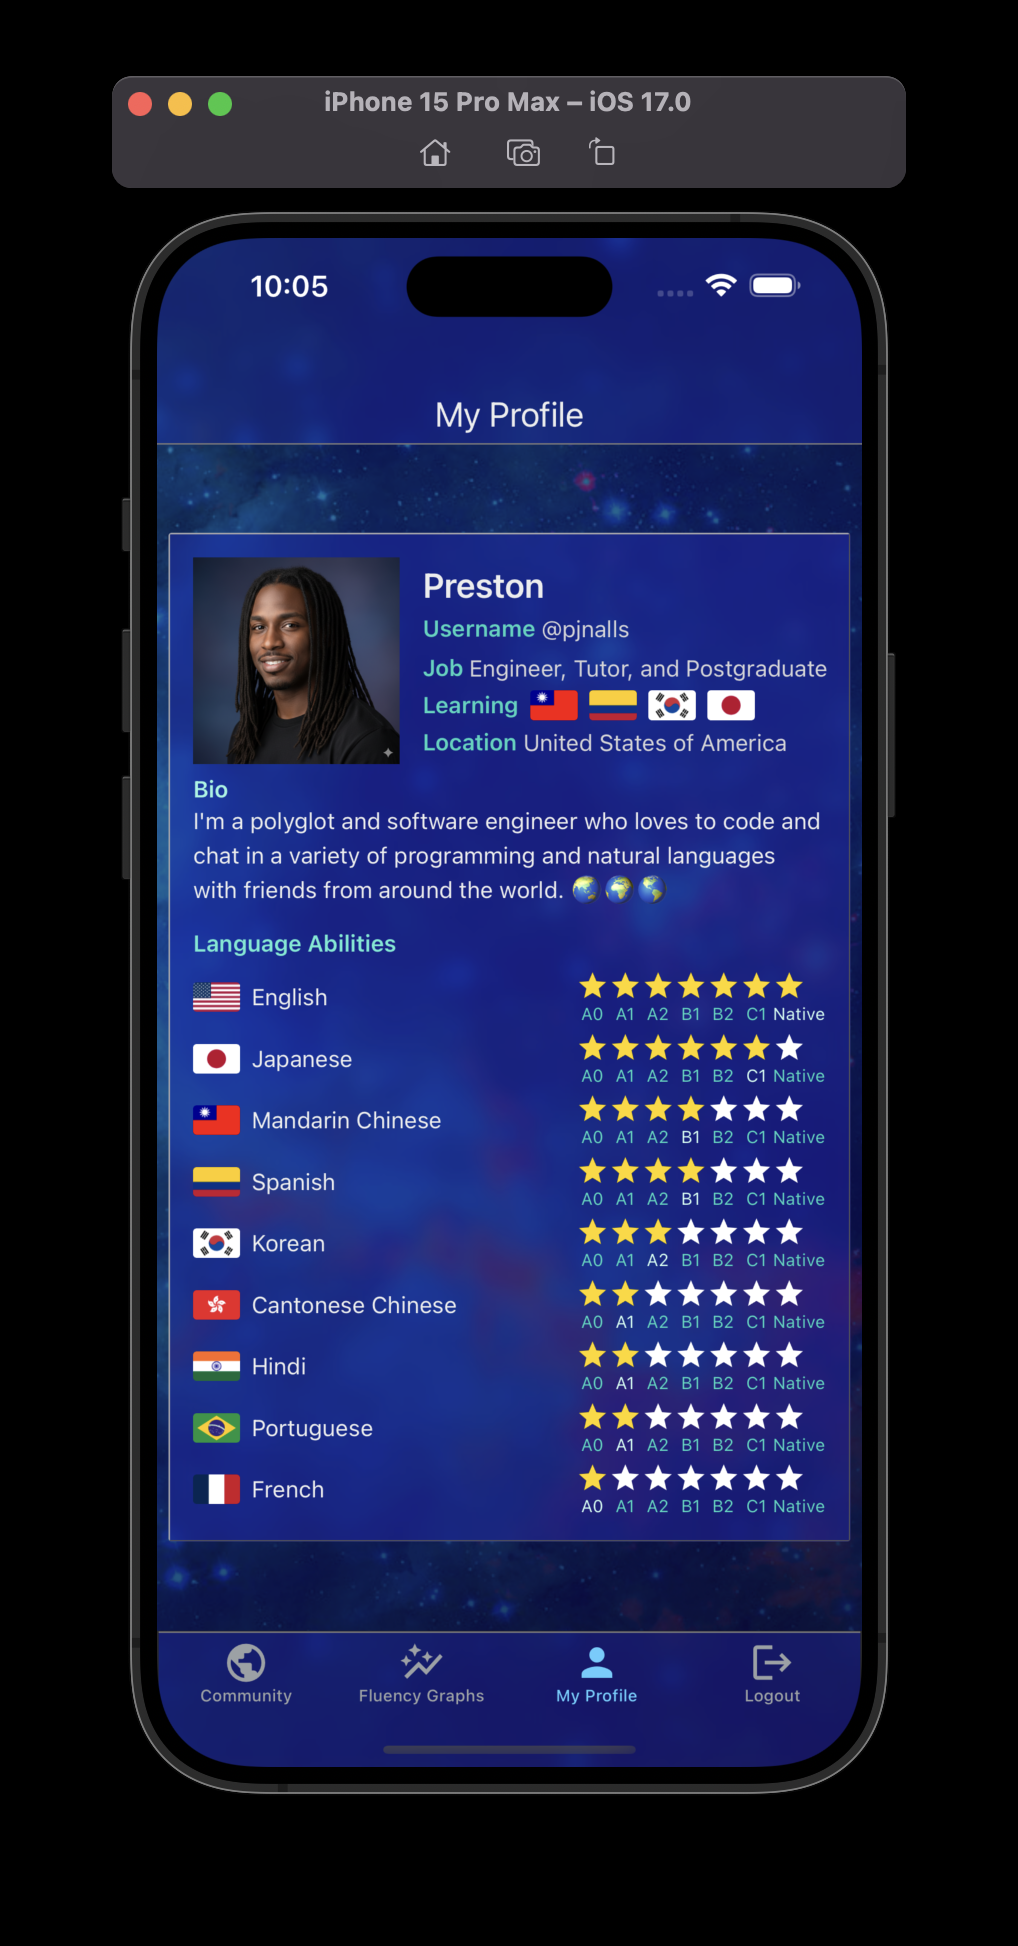 iPhone 15 Pro Max – iOS 17.0
10:05
My Profile
Preston
Username @pjnalls
Job Engineer, Tutor, and Postgraduate
Learning
Location United States of America
Bio
I'm a polyglot and software engineer who loves to code and
chat in a variety of programming and natural languages
with friends from around the world. 🌏🌍🌎
Language Abilities
English
A0 A1 A2 B1 B2 C1 Native
Japanese
A0 A1 A2 B1 B2 C1 Native
Mandarin Chinese
A0 A1 A2 B1 B2 C1 Native
Spanish
A0 A1 A2 B1 B2 C1 Native
Korean
A0 A1 A2 B1 B2 C1 Native
Cantonese Chinese
A0 A1 A2 B1 B2 C1 Native
Hindi
A0 A1 A2 B1 B2 C1 Native
Portuguese
A0 A1 A2 B1 B2 C1 Native
French
A0 A1 A2 B1 B2 C1 Native
Community Fluency Graphs My Profile Logout